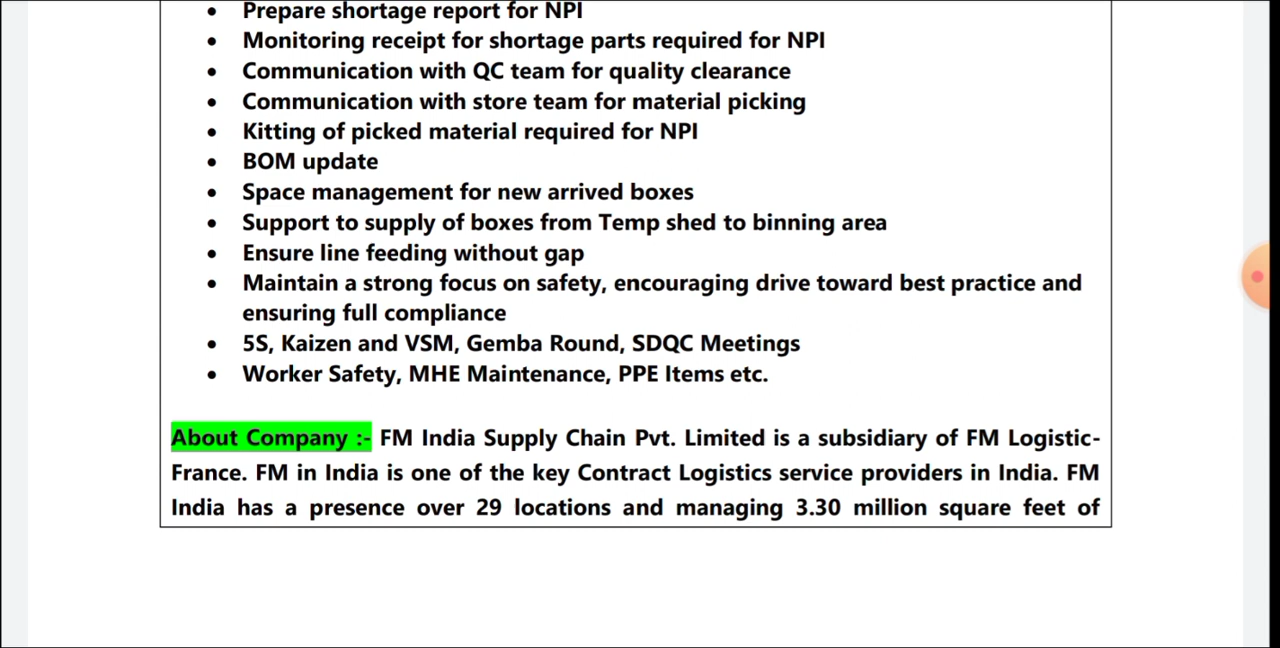 • Prepare shortage report for NPI
• Monitoring receipt for shortage parts required for NPI
• Communication with QC team for quality clearance
• Communication with store team for material picking
• Kitting of picked material required for NPI
• BOM update
• Space management for new arrived boxes
• Support to supply of boxes from Temp shed to binning area
• Ensure line feeding without gap
• Maintain a strong focus on safety, encouraging drive toward best practice and
ensuring full compliance
• 5S, Kaizen and VSM, Gemba Round, SDQC Meetings
• Worker Safety, MHE Maintenance, PPE Items etc.
About Company :- FM India Supply Chain Pvt. Limited is a subsidiary of FM Logistic-
France. FM in India is one of the key Contract Logistics service providers in India. FM
India has a presence over 29 locations and managing 3.30 million square feet of